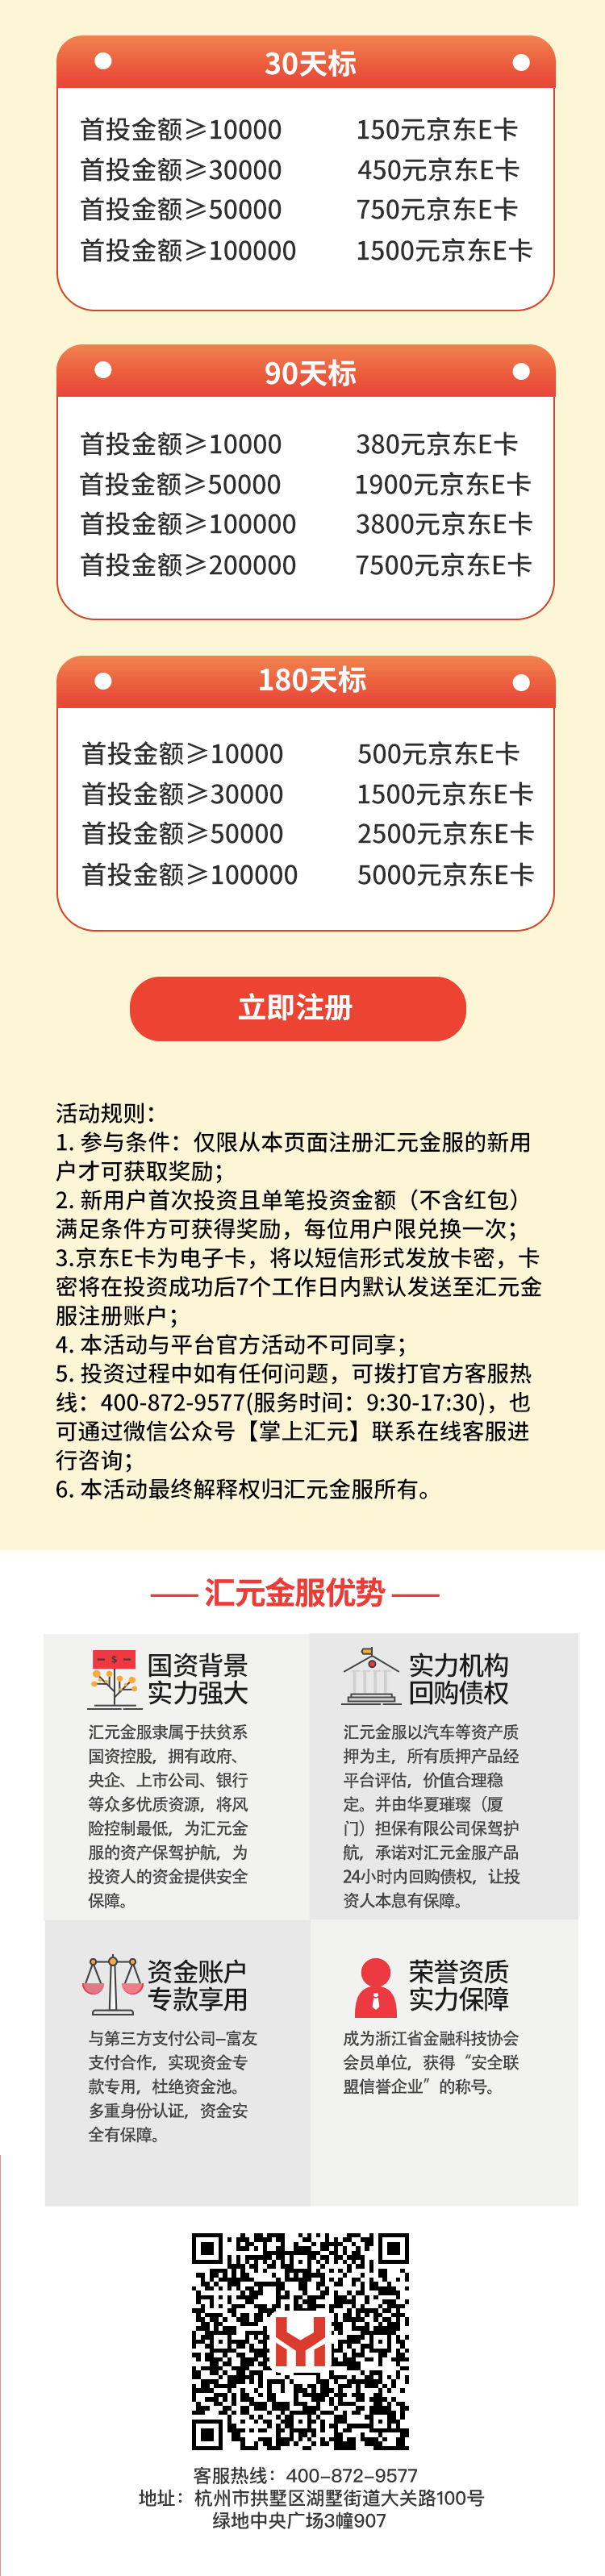 30天标
首投金额≥10000 150元京东E卡
首投金额≥30000 450元京东E卡
首投金额≥50000 750元京东E卡
首投金额≥100000 1500元京东E卡
90天标
首投金额≥10000 380元京东E卡
首投金额≥50000 1900元京东E卡
首投金额≥100000 3800元京东E卡
首投金额≥200000 7500元京东E卡
180天标
首投金额≥10000 500元京东E卡
首投金额≥30000 1500元京东E卡
首投金额≥50000 2500元京东E卡
首投金额≥100000 5000元京东E卡
立即注册
活动规则：
1. 参与条件：仅限从本页面注册汇元金服的新用
户才可获取奖励；
2. 新用户首次投资且单笔投资金额（不含红包）
满足条件方可获得奖励，每位用户限兑换一次；
3.京东E卡为电子卡，将以短信形式发放卡密，卡
密将在投资成功后7个工作日内默认发送至汇元金
服注册账户；
4. 本活动与平台官方活动不可同享；
5. 投资过程中如有任何问题，可拨打官方客服热
线：400-872-9577(服务时间：9:30-17:30)，也
可通过微信公众号【掌上汇元】联系在线客服进
行咨询；
6. 本活动最终解释权归汇元金服所有。
汇元金服优势
$
国资背景
实力强大
汇元金服隶属于扶贫系
国资控股，拥有政府、
央企、上市公司、银行
等众多优质资源，将风
险控制最低，为汇元金
服的资产保驾护航，为
投资人的资金提供安全
保障。
实力机构
回购债权
汇元金服以汽车等资产质
押为主，所有质押产品经
平台评估，价值合理稳
定。并由华夏璀璨（厦
门）担保有限公司保驾护
航，承诺对汇元金服产品
24小时内回购债权，让投
资人本息有保障。
资金账户
专款享用
与第三方支付公司–富友
支付合作，实现资金专
款专用，杜绝资金池。
多重身份认证，资金安
全有保障。
荣誉资质
实力保障
成为浙江省金融科技协会
会员单位，获得“安全联
盟信誉企业”的称号。
客服热线：400-872-9577
地址：杭州市拱墅区湖墅街道大关路100号
绿地中央广场3幢907